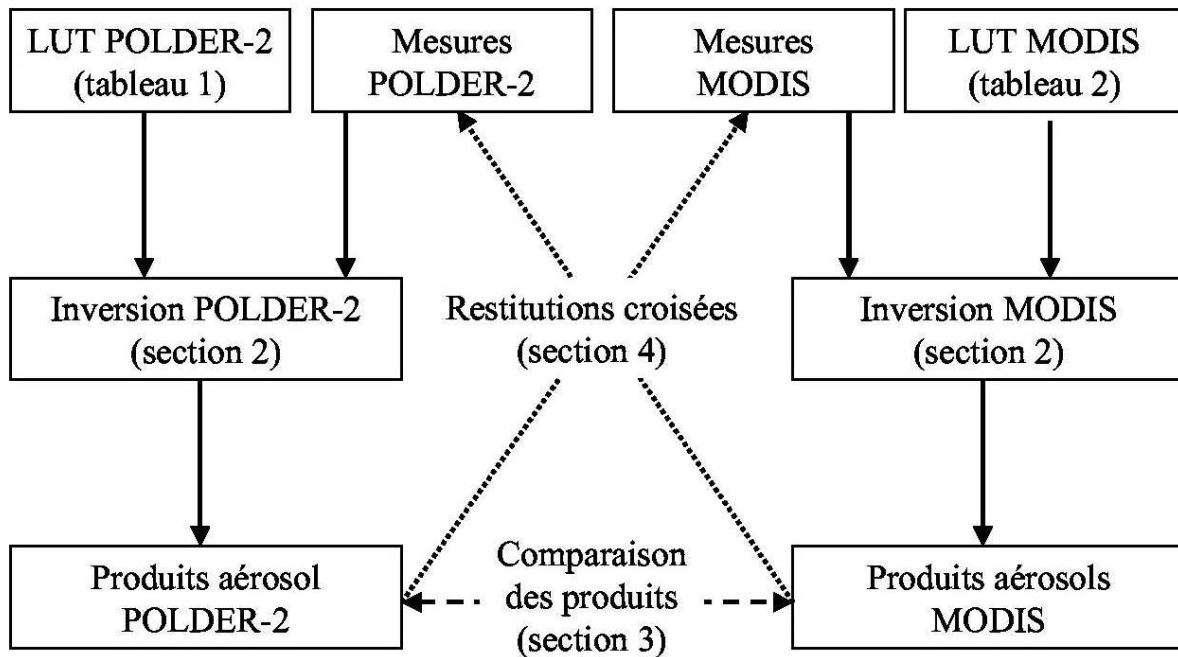 LUT POLDER-2
(tableau 1)
Mesures
POLDER-2
Mesures
MODIS
LUT MODIS
(tableau 2)
Inversion POLDER-2
(section 2)
Restitutions croisées
(section 4)
Inversion MODIS
(section 2)
Produits aérosol
POLDER-2
Comparaison
des produits
(section 3)
Produits aérosols
MODIS